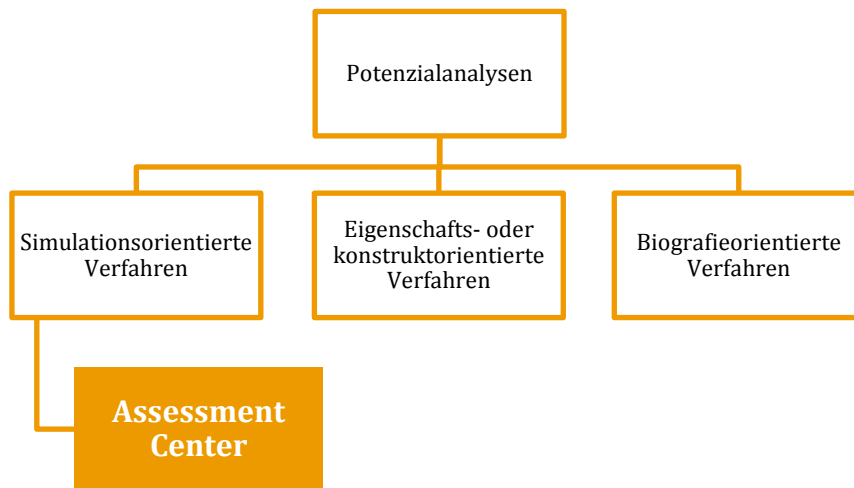 Potenzialanalysen
Simulationsorientierte
Verfahren
Eigenschafts- oder
konstruktorientierte
Verfahren
Biografieorientierte
Verfahren
Assessment
Center